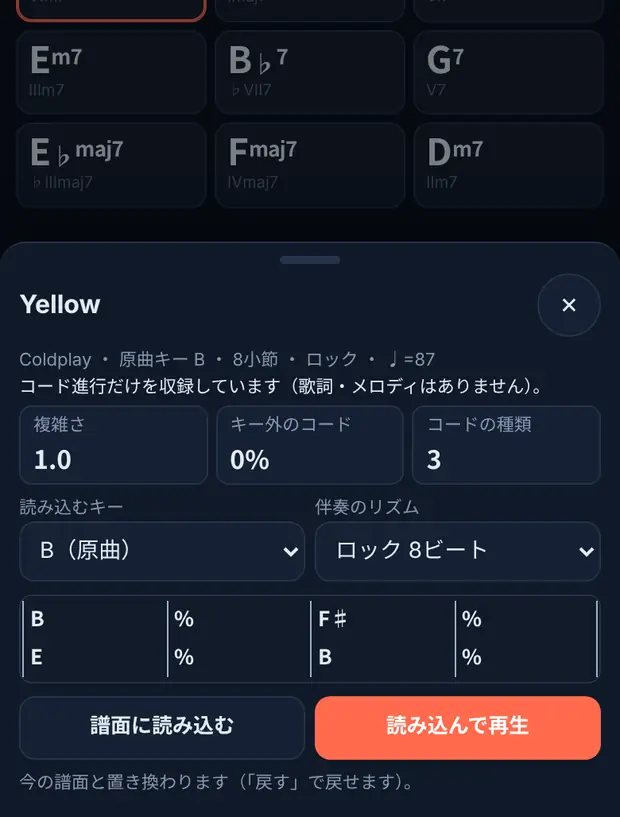 Em7 B♭7 G7
IIIm7 ♭VII7 V7
E♭maj7 Fmaj7 Dm7
♭IIImaj7 IVmaj7 IIm7
Yellow ×
Coldplay ・ 原曲キー B ・ 8小節 ・ ロック ・ ♩=87
コード進行だけを収録しています（歌詞・メロディはありません）。
複雑さ キー外のコード コードの種類
1.0 0% 3
読み込むキー 伴奏のリズム
B（原曲） ロック 8ビート
B % F♯ %
E % B %
譜面に読み込む 読み込んで再生
今の譜面と置き換わります（「戻す」で戻せます）。